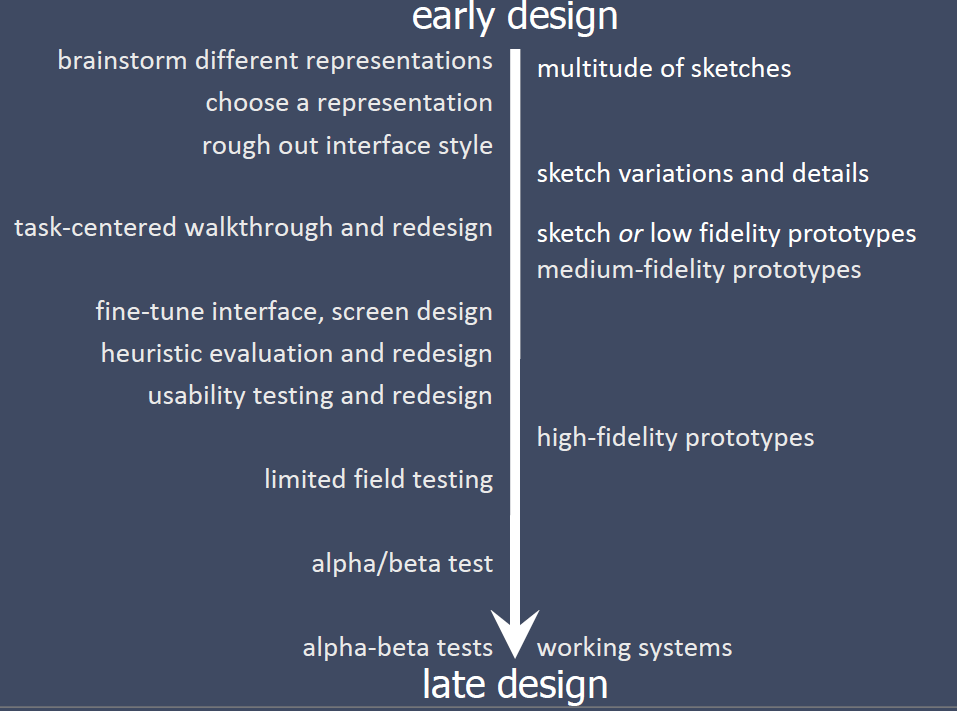 early design
brainstorm different representations
multitude of sketches
choose a representation
rough out interface style
sketch variations and details
task-centered walkthrough and redesign
sketch or low fidelity prototypes
medium-fidelity prototypes
fine-tune interface, screen design
heuristic evaluation and redesign
usability testing and redesign
high-fidelity prototypes
limited field testing
alpha/beta test
alpha-beta tests
working systems
late design